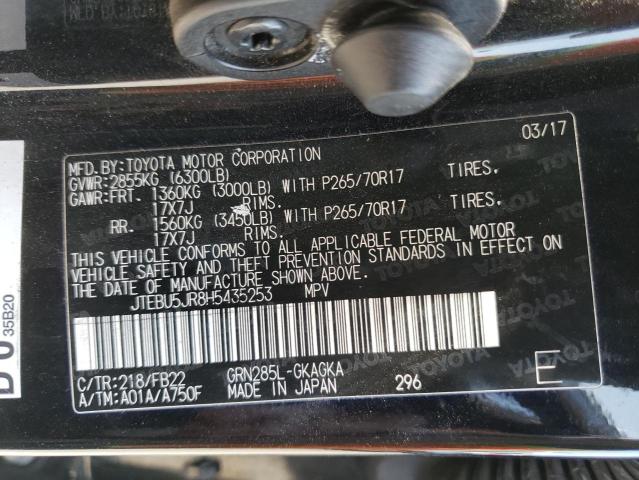 03/17
MFD.BY:TOYOTA MOTOR CORPORATION
GVWR:2855KG (6300LB)
GAWR:FRT. 1360KG (3000LB) WITH P265/70R17 TIRES,
17X7J RIMS.
RR. 1560KG (3450LB) WITH P265/70R17 TIRES,
17X7J RIMS.
THIS VEHICLE CONFORMS TO ALL APPLICABLE FEDERAL MOTOR
VEHICLE SAFETY AND THEFT PREVENTION STANDARDS IN EFFECT ON
THE DATE OF MANUFACTURE SHOWN ABOVE.
JTEBU5JR8H5435253 MPV
C/TR:218/FB22 GRN285L-GKAGKA
A/TM:A01A/A750F MADE IN JAPAN 296 E
35B20